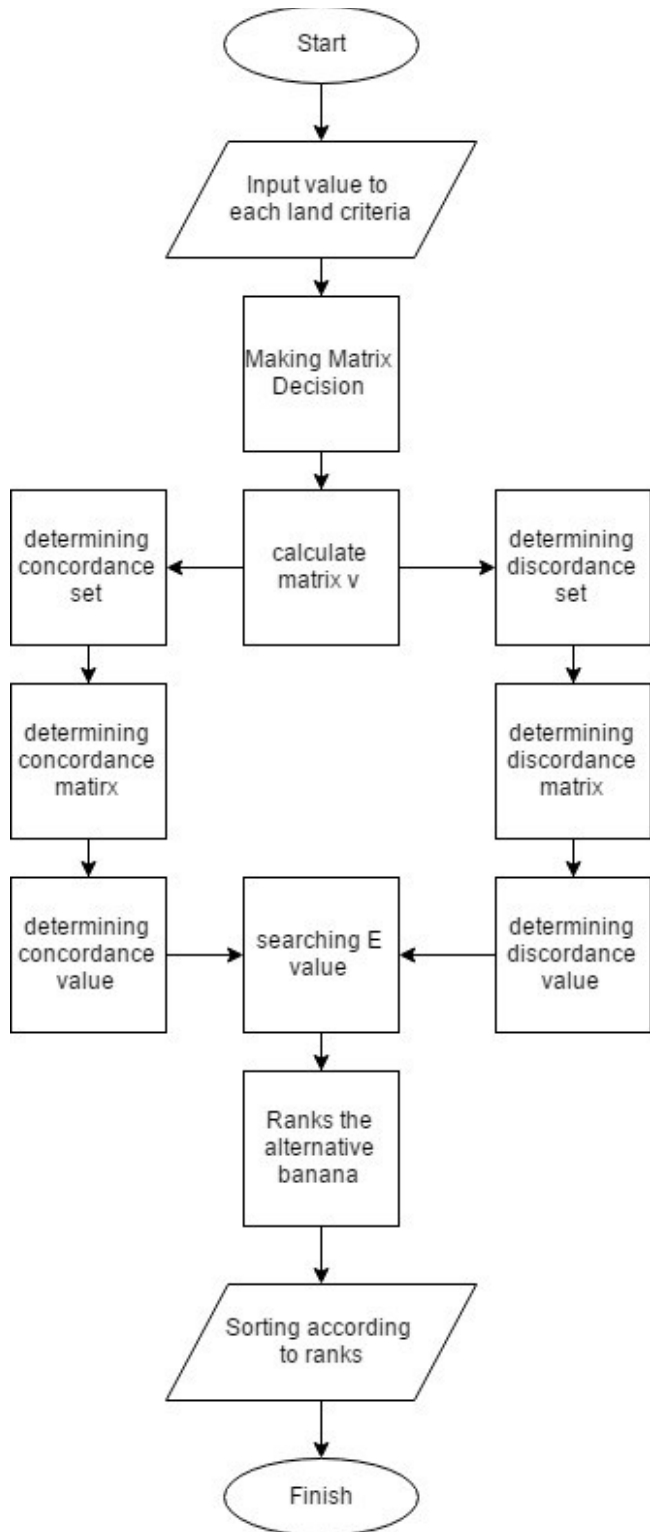 Start
Input value to
each land criteria
Making Matrix
Decision
determining
concordance
set
calculate
matrix v
determining
discordance
set
determining
concordance
matirx
determining
discordance
matrix
determining
concordance
value
searching E
value
determining
discordance
value
Ranks the
alternative
banana
Sorting according
to ranks
Finish